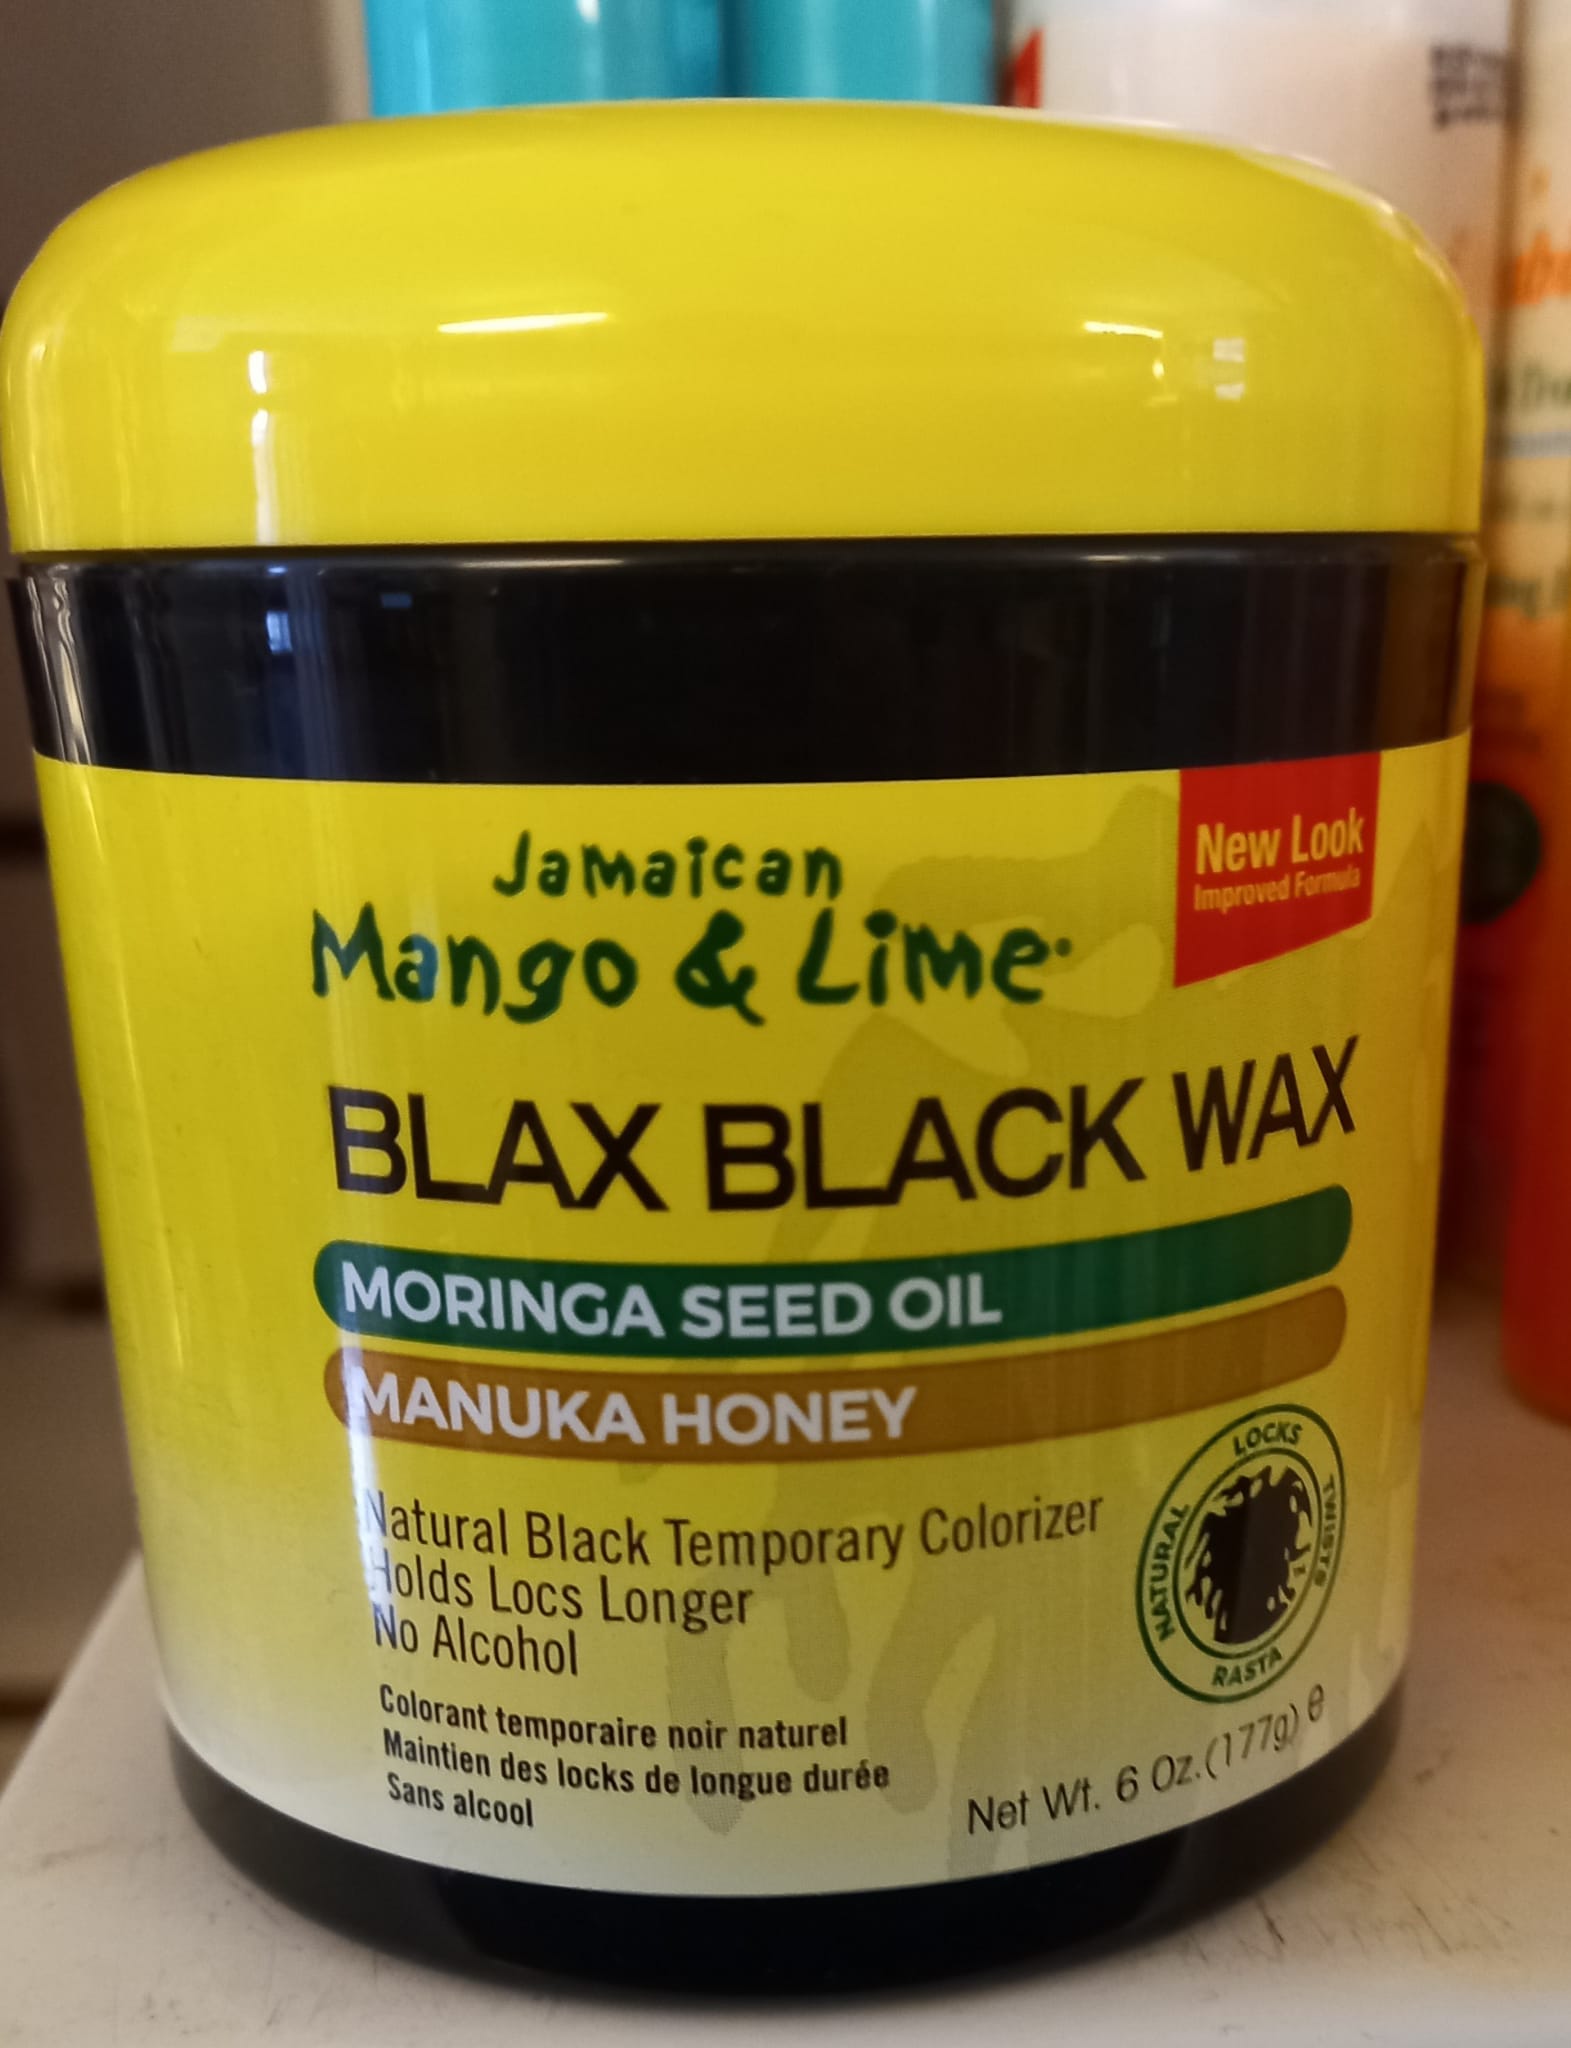 Jamaican
Mango & Lime
New Look
Improved Formula
BLAX BLACK WAX
MORINGA SEED OIL
MANUKA HONEY
Natural Black Temporary Colorizer
Holds Locs Longer
No Alcohol
Colorant temporaire noir naturel
Maintien des locks de longue durée
Sans alcool
NATURAL
LOCKS
TWISTS
RASTA
Net Wt. 6 Oz.(177g) e